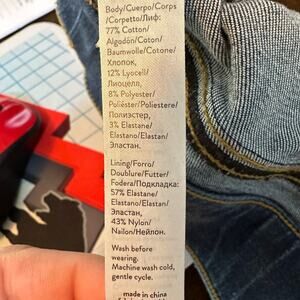 Body/Cuerpo/Corps
/Corpetto/Лиф:
77% Cotton/
Algodón/Coton/
Baumwolle/Cotone/
Хлопок,
12% Lyocell/
Лиоцелл,
8% Polyester/
Poliéster/Poliestere/
Полиэстер,
3% Elastane/
Elastano/Elastan/
Эластан.
Lining/Forro/
Doublure/Futter/
Fodera/Подкладка:
57% Elastane/
Elastano/Elastan/
Эластан,
43% Nylon/
Nailon/Нейлон.
Wash before
wearing.
Machine wash cold,
gentle cycle.
made in china